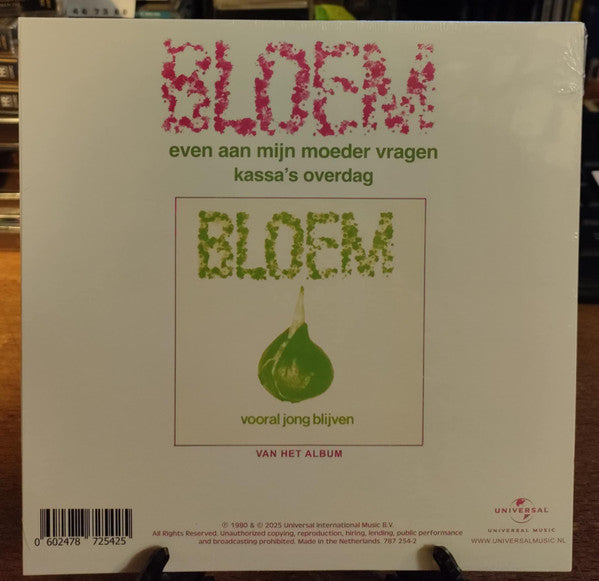 BLOEM
even aan mijn moeder vragen
kassa's overdag
BLOEM
vooral jong blijven
VAN HET ALBUM
0 602478 725425
℗ 1980 & © 2025 Universal International Music B.V.
All Rights Reserved. Unauthorized copying, reproduction, hiring, lending, public performance
and broadcasting prohibited. Made in the Netherlands. 787 254-2
UNIVERSAL
UNIVERSAL MUSIC
WWW.UNIVERSALMUSIC.NL